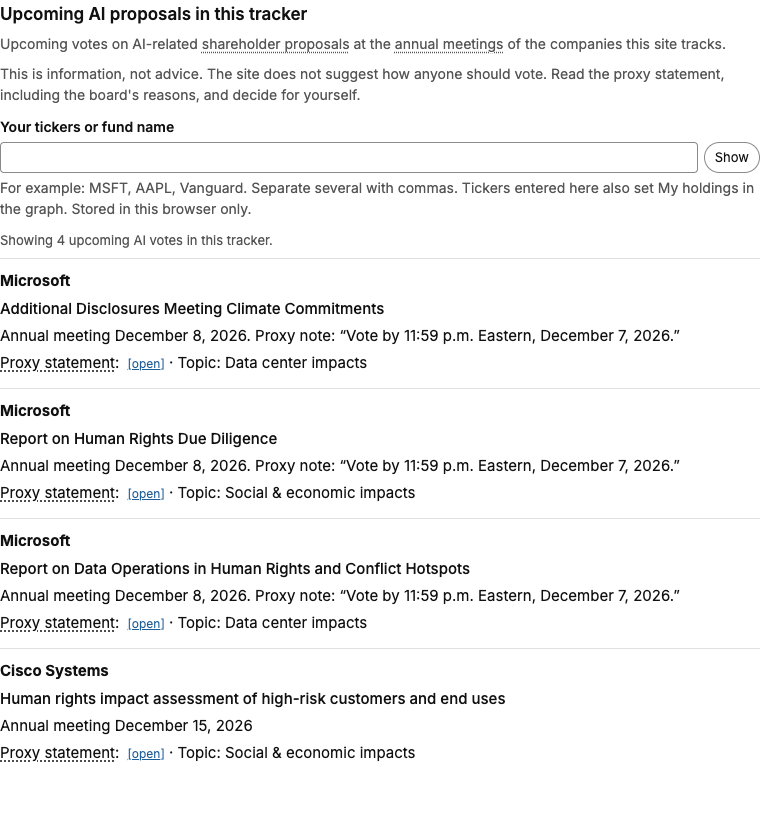 Upcoming AI proposals in this tracker
Upcoming votes on AI-related shareholder proposals at the annual meetings of the companies this site tracks.
This is information, not advice. The site does not suggest how anyone should vote. Read the proxy statement,
including the board's reasons, and decide for yourself.
Your tickers or fund name
Show
For example: MSFT, AAPL, Vanguard. Separate several with commas. Tickers entered here also set My holdings in
the graph. Stored in this browser only.
Showing 4 upcoming AI votes in this tracker.
Microsoft
Additional Disclosures Meeting Climate Commitments
Annual meeting December 8, 2026. Proxy note: “Vote by 11:59 p.m. Eastern, December 7, 2026.”
Proxy statement: [open] · Topic: Data center impacts
Microsoft
Report on Human Rights Due Diligence
Annual meeting December 8, 2026. Proxy note: “Vote by 11:59 p.m. Eastern, December 7, 2026.”
Proxy statement: [open] · Topic: Social & economic impacts
Microsoft
Report on Data Operations in Human Rights and Conflict Hotspots
Annual meeting December 8, 2026. Proxy note: “Vote by 11:59 p.m. Eastern, December 7, 2026.”
Proxy statement: [open] · Topic: Data center impacts
Cisco Systems
Human rights impact assessment of high-risk customers and end uses
Annual meeting December 15, 2026
Proxy statement: [open] · Topic: Social & economic impacts